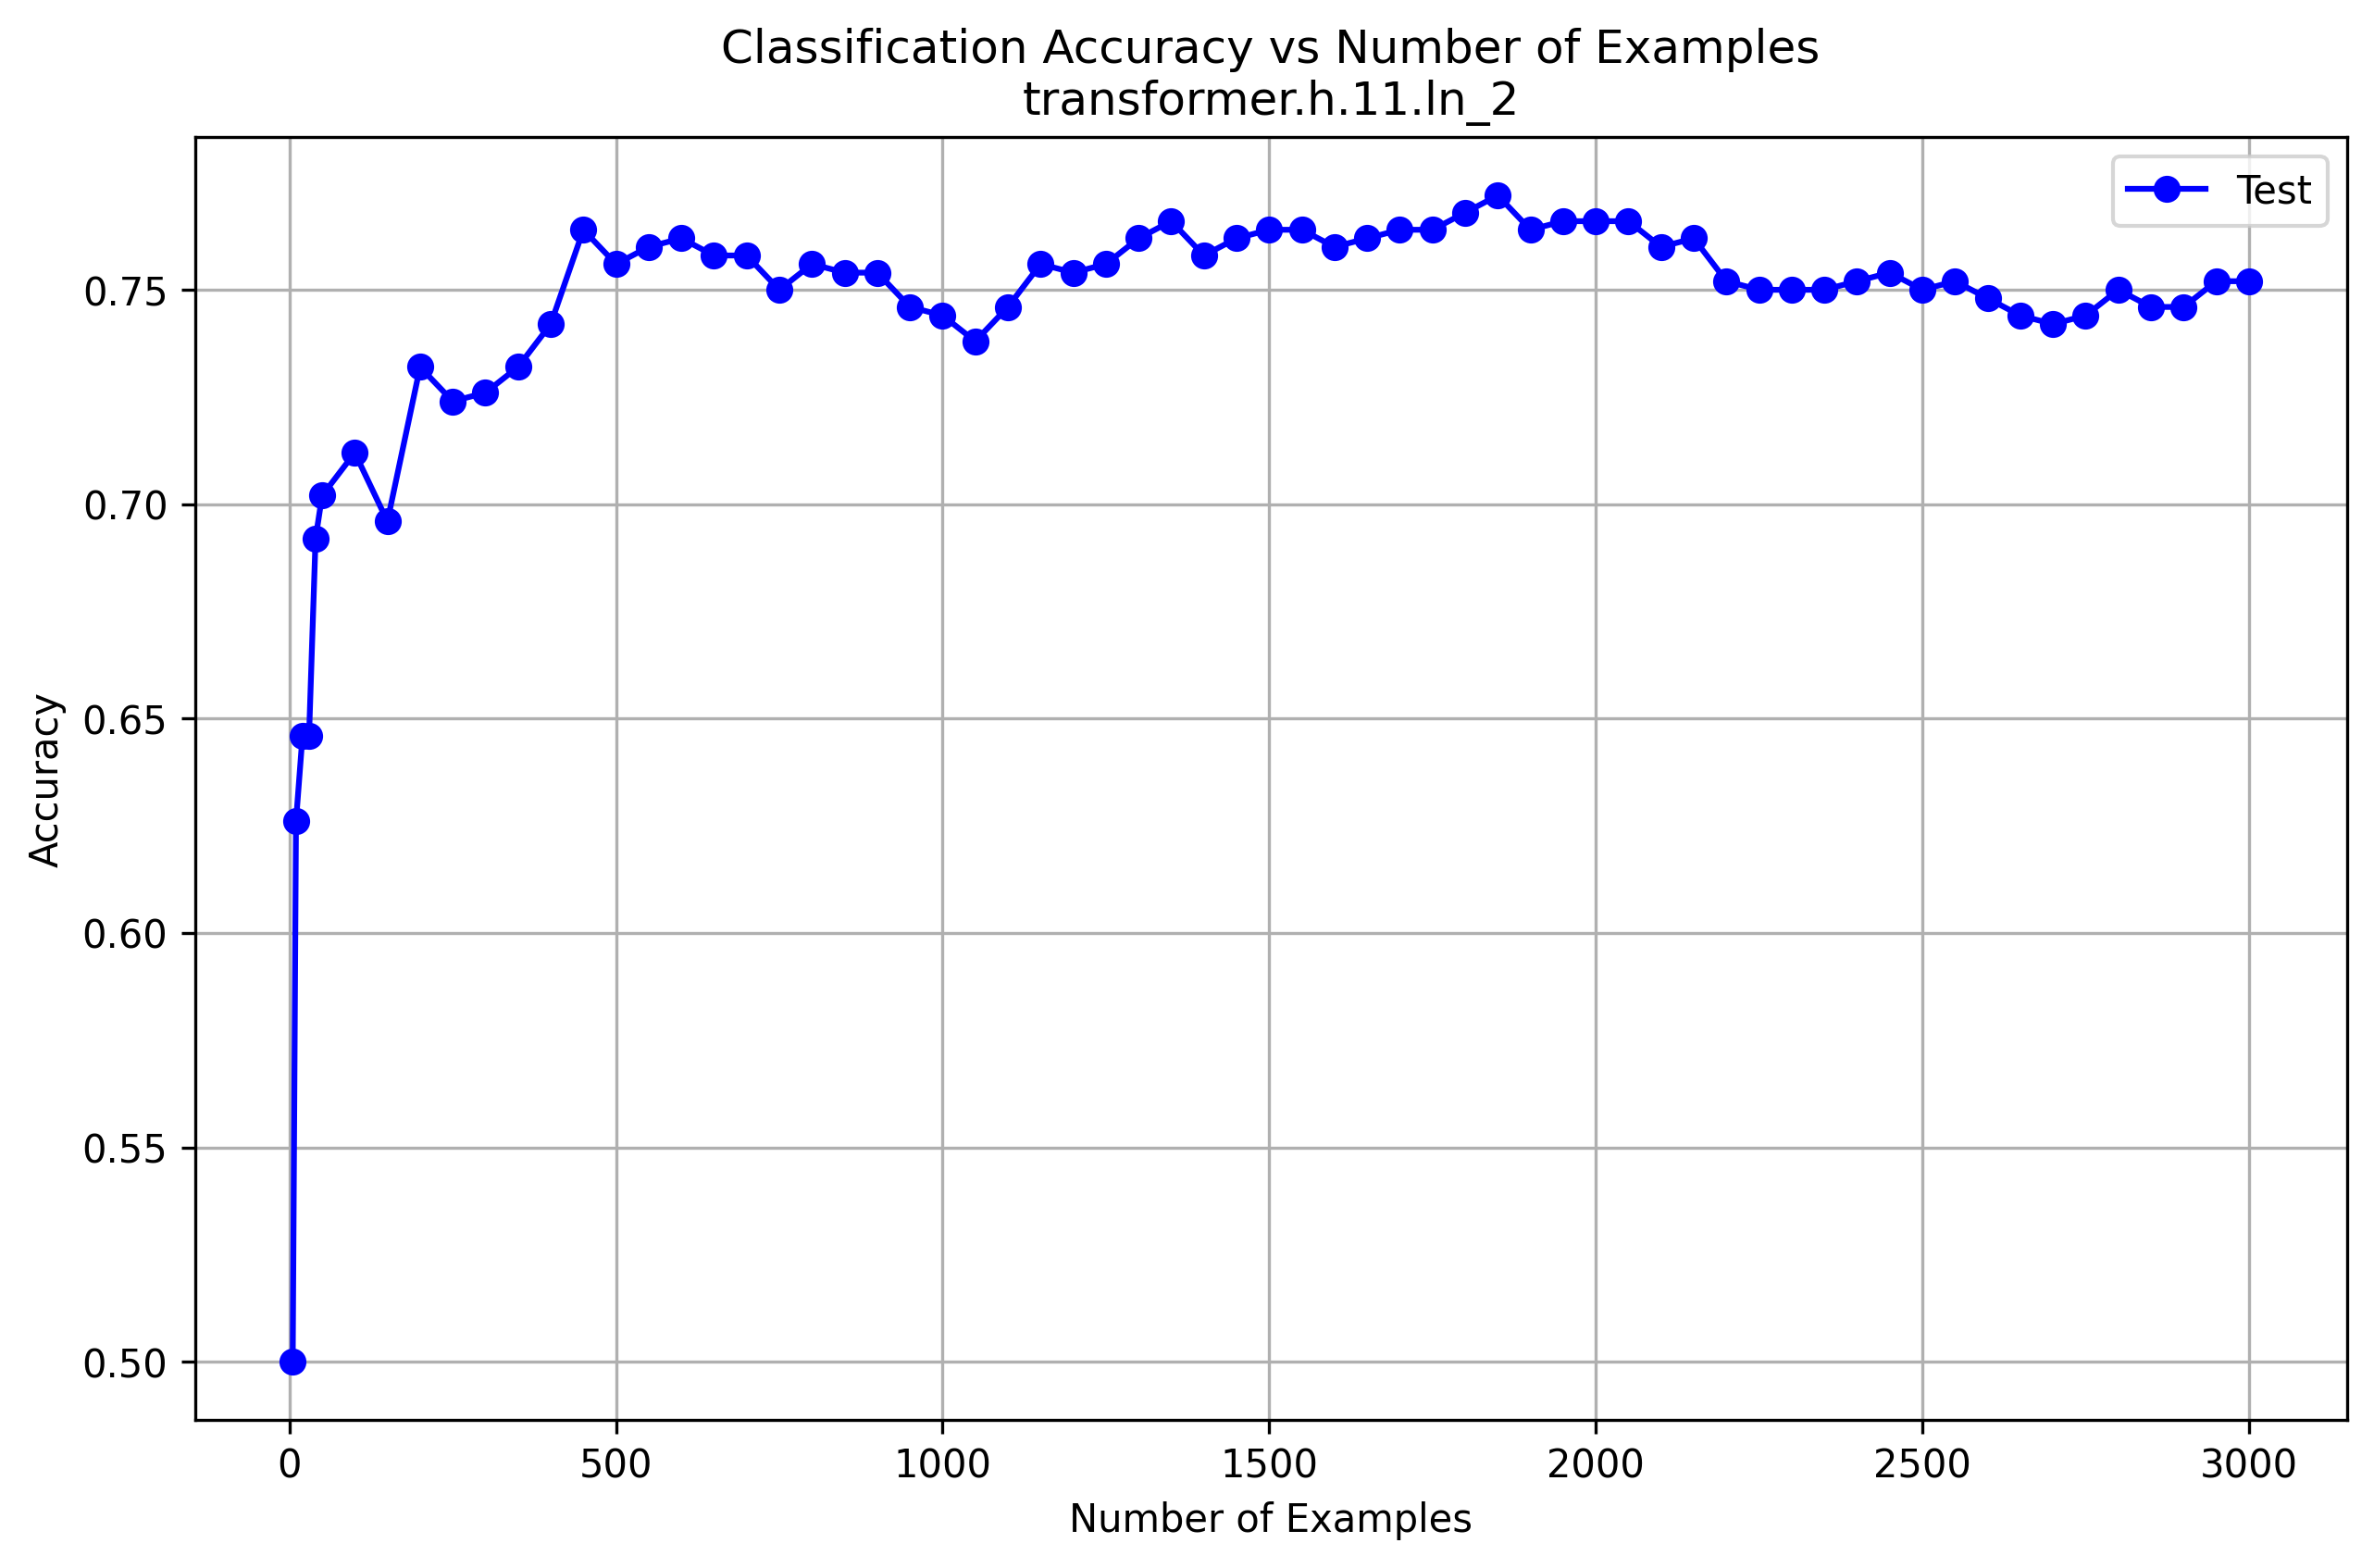 Classification Accuracy vs Number of Examples
transformer.h.11.ln_2
Test
Accuracy
0.75
0.70
0.65
0.60
0.55
0.50
0 500 1000 1500 2000 2500 3000
Number of Examples